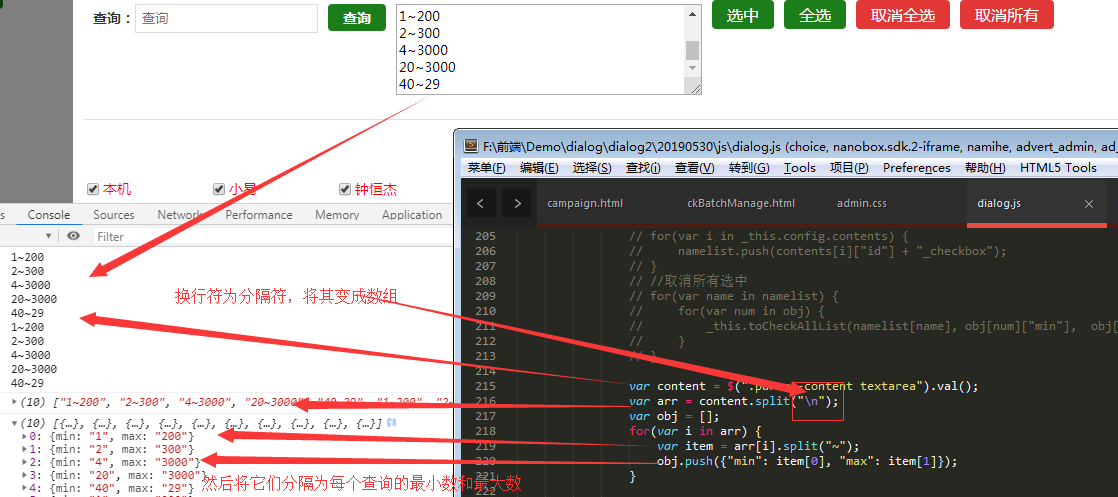 查询：
查询
查询
1~200
2~300
4~3000
20~3000
40~29
选中
全选
取消全选
取消所有
本机
小易
钟恒杰
F:\前端\Demo\dialog\dialog2\20190530\js\dialog.js (choice, nanobox.sdk.2-iframe, namihe, advert_admin, ad_
菜单(F) 编辑(E) 选择(S) 查找(I) 查看(V) 转到(G) Tools 项目(P) Preferences 帮助(H) HTML5 Tools
campaign.html ckBatchManage.html admin.css dialog.js
s Console Sources Network Performance Memory Application
Filter
1~200
2~300
4~3000
20~3000
40~29
1~200
2~300
4~3000
20~3000
40~29
换行符为分隔符，将其变成数组
(10) ["1~200", "2~300", "4~3000", "20~3000", "40~29", "1~200", "2~
(10) [{…}, {…}, {…}, {…}, {…}, {…}, {…}, {…}, {…}, {…}]
0: {min: "1", max: "200"}
1: {min: "2", max: "300"}
2: {min: "4", max: "3000"}
3: {min: "20", max: "3000"}
4: {min: "40", max: "29"}
然后将它们分隔为每个查询的最小数和最大数
205 // for(var i in _this.config.contents) {
206 // namelist.push(contents[i]["id"] + "_checkbox");
207 // }
208 // //取消所有选中
209 // for(var name in namelist) {
210 // for(var num in obj) {
211 // _this.toCheckAllList(namelist[name], obj[num]["min"], obj[
212 // }
213 // }
214
215 var content = $(".content textarea").val();
216 var arr = content.split("\n");
217 var obj = [];
218 for(var i in arr) {
219 var item = arr[i].split("~");
220 obj.push({"min": item[0], "max": item[1]});
221 }
222